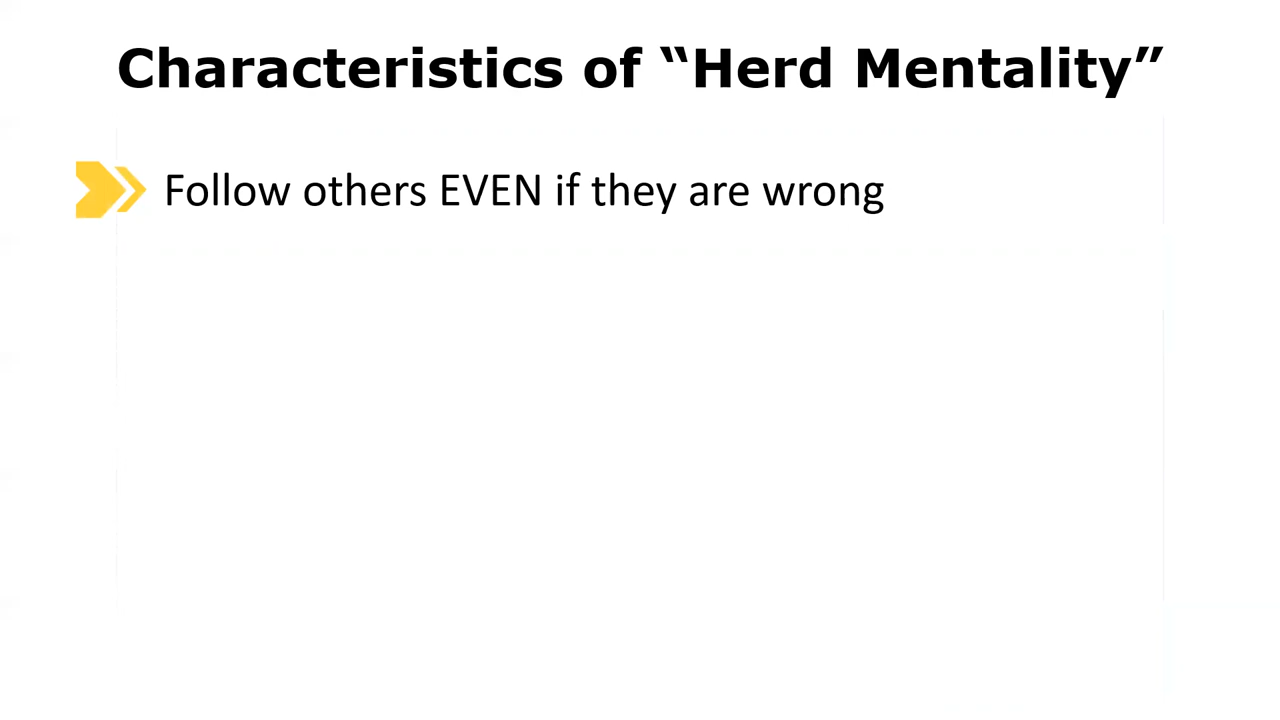 Characteristics of “Herd Mentality”
Follow others EVEN if they are wrong